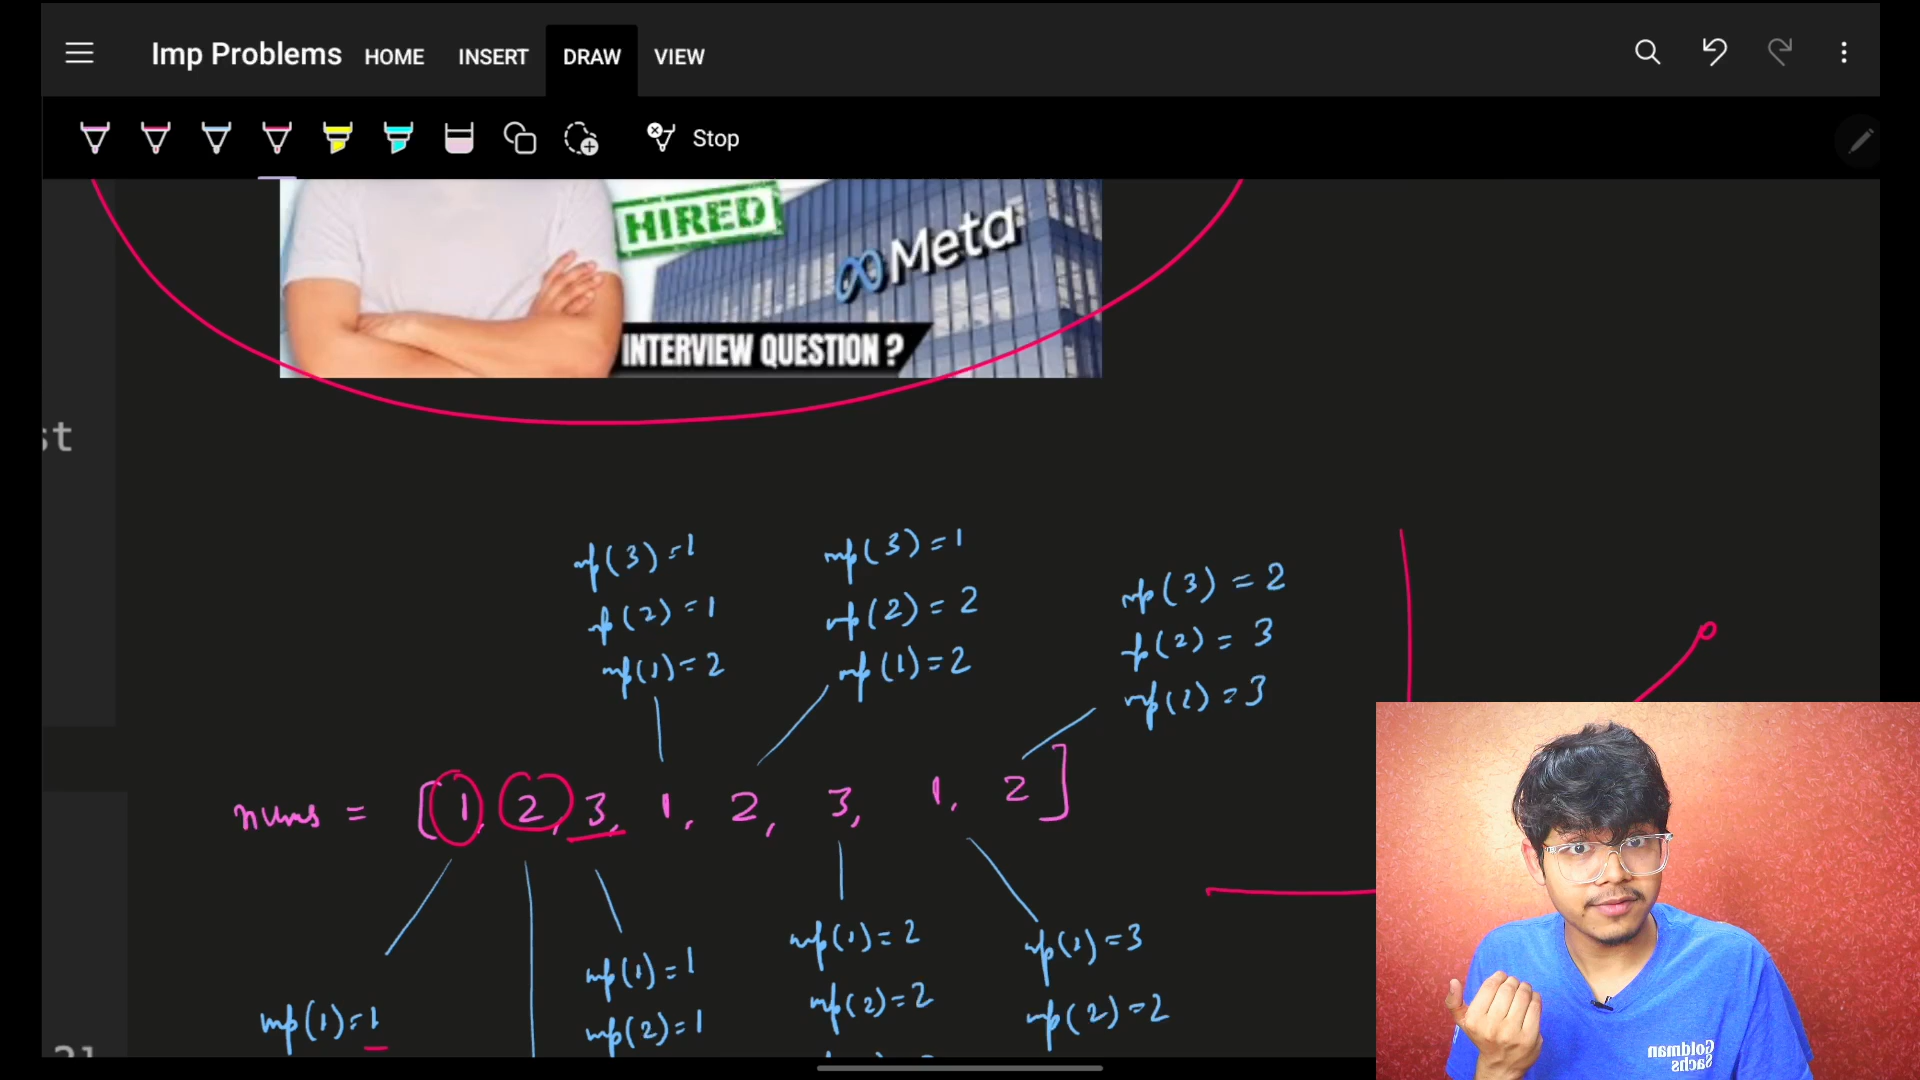 Imp Problems HOME INSERT DRAW VIEW
Stop
HIRED
Meta
INTERVIEW QUESTION ?
st
mp(3)=1
mp(2)=1
mp(1)=2
mp(3)=1
mp(2)=2
mp(1)=2
mp(3)=2
mp(2)=3
mp(1)=3
nums = [1, 2, 3, 1, 2, 3, 1, 2]
mp(1)=1
mp(1)=1
mp(2)=1
mp(1)=2
mp(2)=2
mp(1)=3
mp(2)=2
Goldman
Sachs